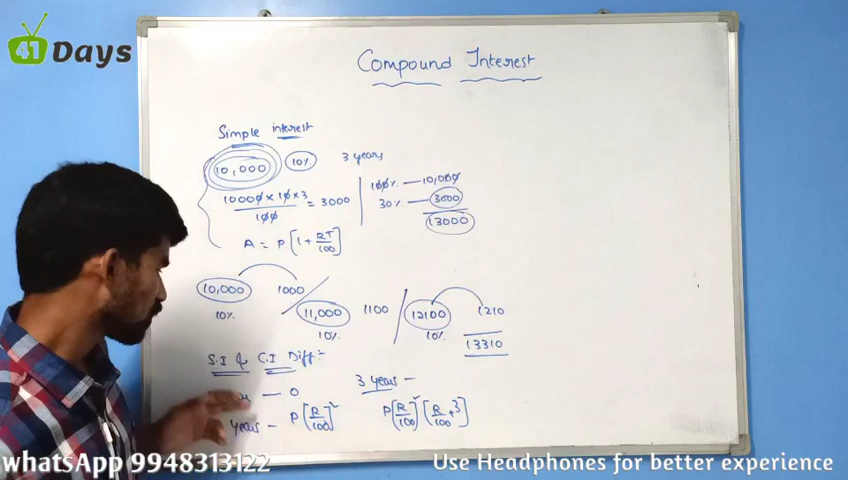 41 Days
Compound Interest
Simple interest
10,000 10% 3 years
10000 × 10 × 3 / 100 = 3000
100% — 10,000
30% — 3000
13000
A = P [1 + RT/100]
10,000 1000 / 11,000 1100 / 12100 1210
10% 10% 10%
13310
S.I & C.I Diff :-
— 0
years — P[R/100]²
3 years —
P[R/100]² [R/100 + 3]
whatsApp 9948313122
Use Headphones for better experience